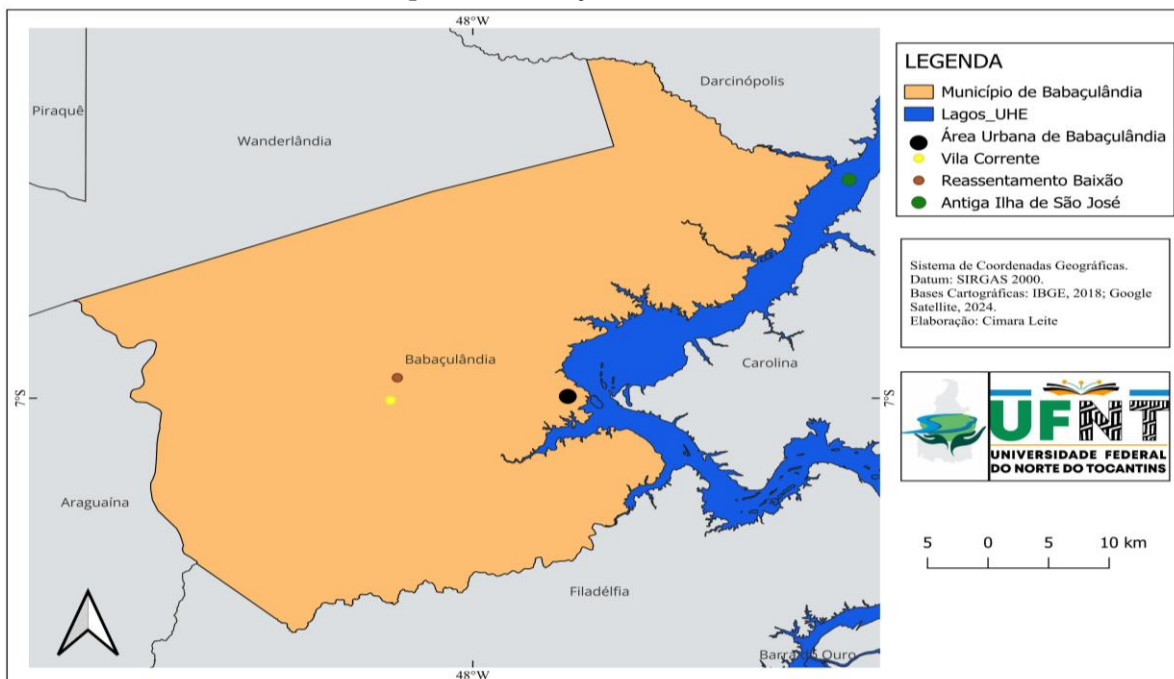 48°W
Piraquê
Wanderlândia
Darcinópolis
Babaçulândia
Carolina
7°S
7°S
Araguaína
Filadélfia
Barra do Ouro
48°W
LEGENDA
Município de Babaçulândia
Lagos_UHE
Área Urbana de Babaçulândia
Vila Corrente
Reassentamento Baixão
Antiga Ilha de São José
Sistema de Coordenadas Geográficas.
Datum: SIRGAS 2000.
Bases Cartográficas: IBGE, 2018; Google
Satellite, 2024.
Elaboração: Cimara Leite
UFNT
UNIVERSIDADE FEDERAL
DO NORTE DO TOCANTINS
5 0 5 10 km